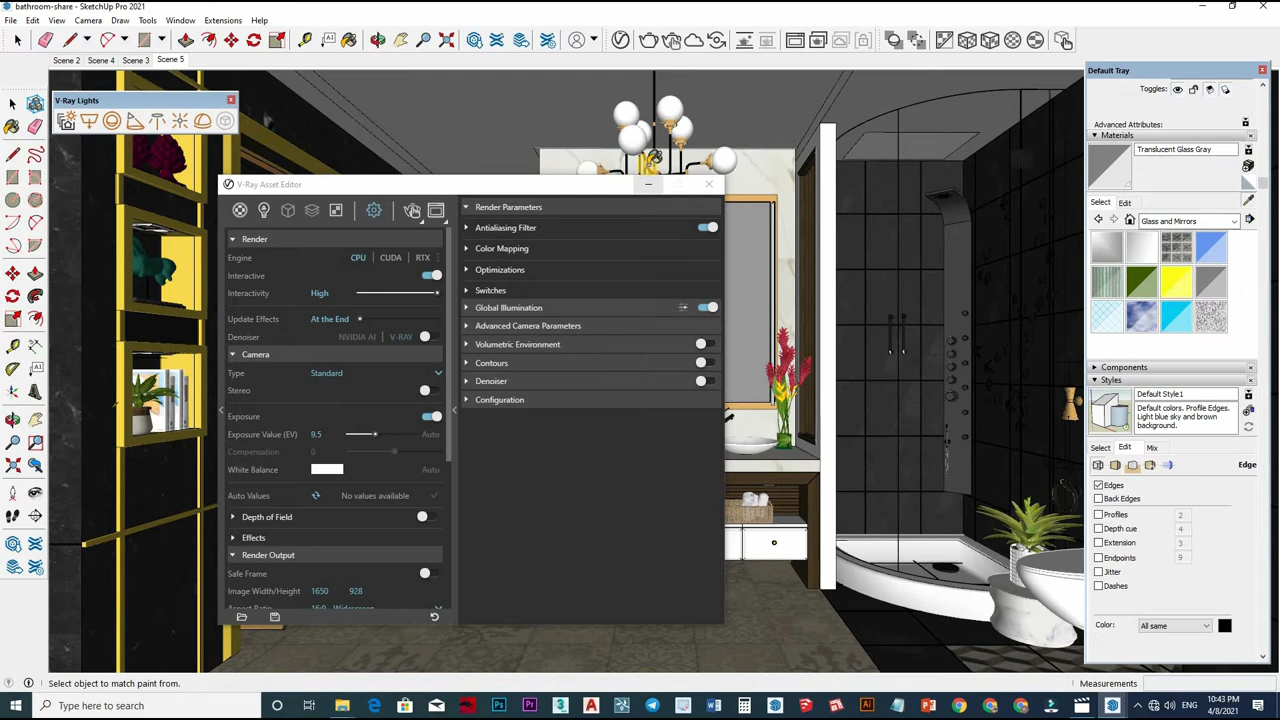 bathroom-share - SketchUp Pro 2021
File Edit View Camera Draw Tools Window Extensions Help
Scene 2 Scene 4 Scene 3 Scene 5
V-Ray Lights
V-Ray Asset Editor
Render
Engine CPU CUDA RTX
Interactive
Interactivity High
Update Effects At the End
Denoiser NVIDIA AI V-RAY
Camera
Type Standard
Stereo
Exposure
Exposure Value (EV) 9.5 Auto
Compensation 0
White Balance Auto
Auto Values No values available
Depth of Field
Effects
Render Output
Safe Frame
Image Width/Height 1650 928
Aspect Ratio 16:9 Widescreen
Render Parameters
Antialiasing Filter
Color Mapping
Optimizations
Switches
Global Illumination
Advanced Camera Parameters
Volumetric Environment
Contours
Denoiser
Configuration
Default Tray
Toggles:
Advanced Attributes:
Materials
Translucent Glass Gray
Select Edit
Glass and Mirrors
Components
Styles
Default Style1
Default colors. Profile Edges.
Light blue sky and brown
background.
Select Edit Mix
Edge
Edges
Back Edges
Profiles 2
Depth cue 4
Extension 3
Endpoints 9
Jitter
Dashes
Color: All same
Select object to match paint from.
Measurements
Type here to search
10:43 PM
4/8/2021